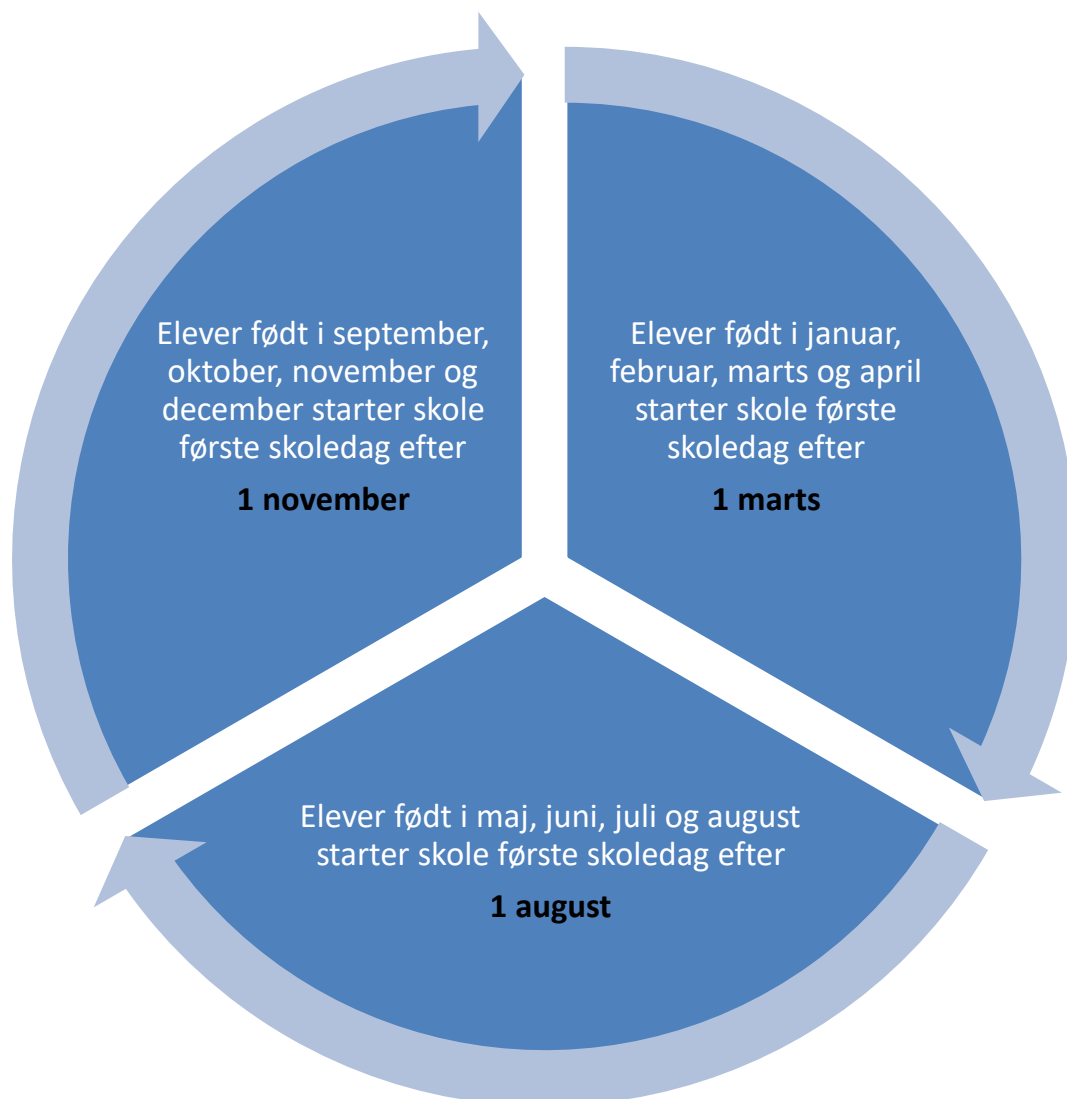 Elever født i september,
oktober, november og
december starter skole
første skoledag efter
1 november
Elever født i januar,
februar, marts og april
starter skole første
skoledag efter
1 marts
Elever født i maj, juni, juli og august
starter skole første skoledag efter
1 august